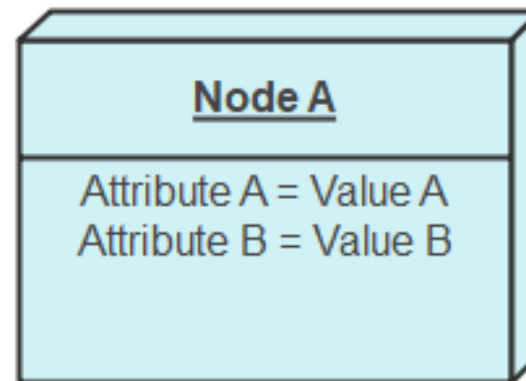 Node A
Attribute A = Value A
Attribute B = Value B